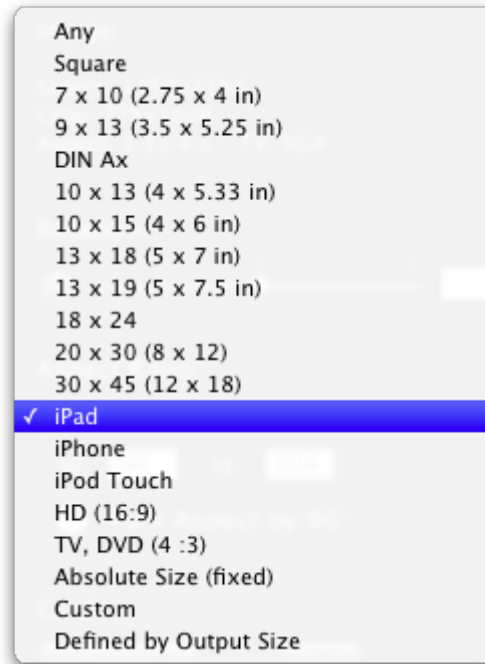 Any
Square
7 x 10 (2.75 x 4 in)
9 x 13 (3.5 x 5.25 in)
DIN Ax
10 x 13 (4 x 5.33 in)
10 x 15 (4 x 6 in)
13 x 18 (5 x 7 in)
13 x 19 (5 x 7.5 in)
18 x 24
20 x 30 (8 x 12)
30 x 45 (12 x 18)
✓ iPad
iPhone
iPod Touch
HD (16:9)
TV, DVD (4 :3)
Absolute Size (fixed)
Custom
Defined by Output Size